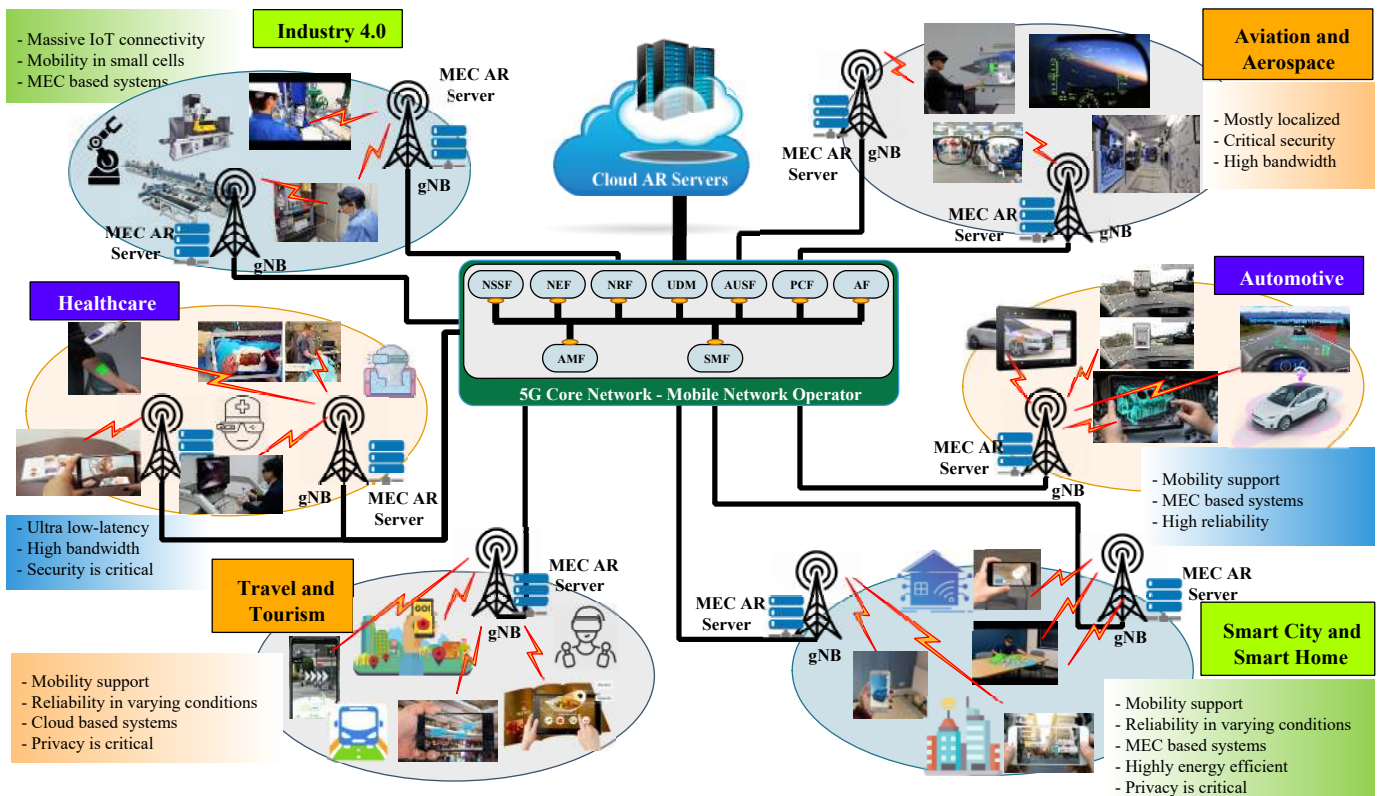 Industry 4.0
- Massive IoT connectivity
- Mobility in small cells
- MEC based systems
MEC AR
Server
gNB
MEC AR
Server
gNB
Cloud AR Servers
Aviation and
Aerospace
- Mostly localized
- Critical security
- High bandwidth
MEC AR
Server
gNB
MEC AR
Server
gNB
NSSF
NEF
NRF
UDM
AUSF
PCF
AF
AMF
SMF
5G Core Network - Mobile Network Operator
Healthcare
gNB
MEC AR
Server
- Ultra low-latency
- High bandwidth
- Security is critical
Automotive
MEC AR
Server
gNB
- Mobility support
- MEC based systems
- High reliability
Travel and
Tourism
MEC AR
Server
gNB
GO!
- Mobility support
- Reliability in varying conditions
- Cloud based systems
- Privacy is critical
MEC AR
Server
gNB
MEC AR
Server
gNB
Smart City and
Smart Home
- Mobility support
- Reliability in varying conditions
- MEC based systems
- Highly energy efficient
- Privacy is critical